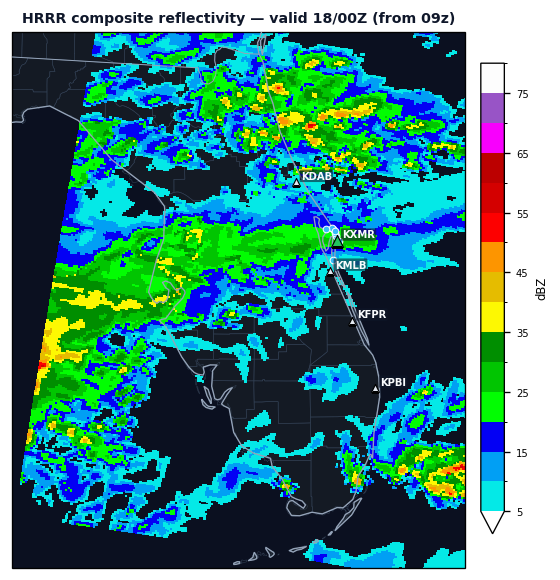 HRRR composite reflectivity — valid 18/00Z (from 09z)
KDAB
KXMR
KMLB
KFPR
KPBI
75
65
55
45
35
25
15
5
dBZ